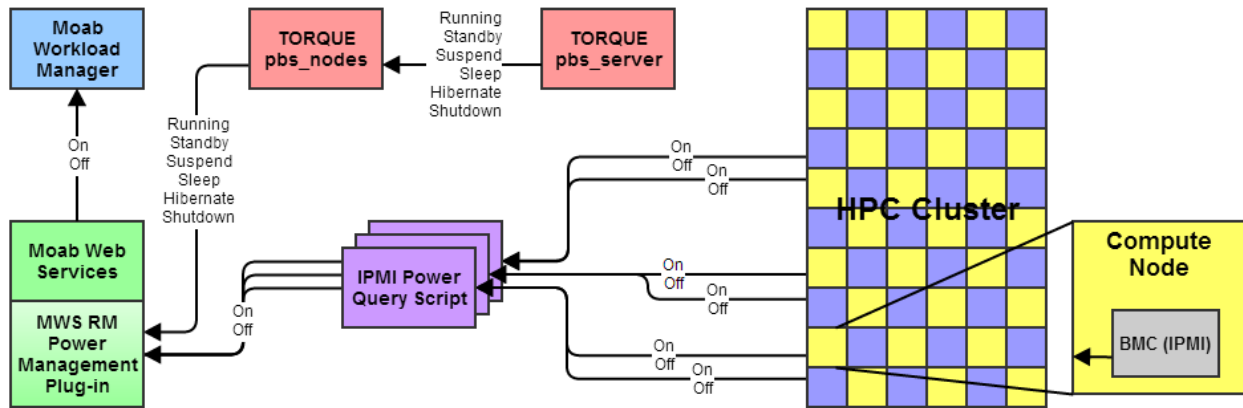 Moab
Workload
Manager
On
Off
Moab Web
Services
MWS RM
Power
Management
Plug-in
TORQUE
pbs_nodes
Running
Standby
Suspend
Sleep
Hibernate
Shutdown
TORQUE
pbs_server
Running
Standby
Suspend
Sleep
Hibernate
Shutdown
On
Off
IPMI Power
Query Script
On
Off
On
Off
On
Off
On
Off
On
Off
On
Off
HPC Cluster
Compute
Node
BMC (IPMI)